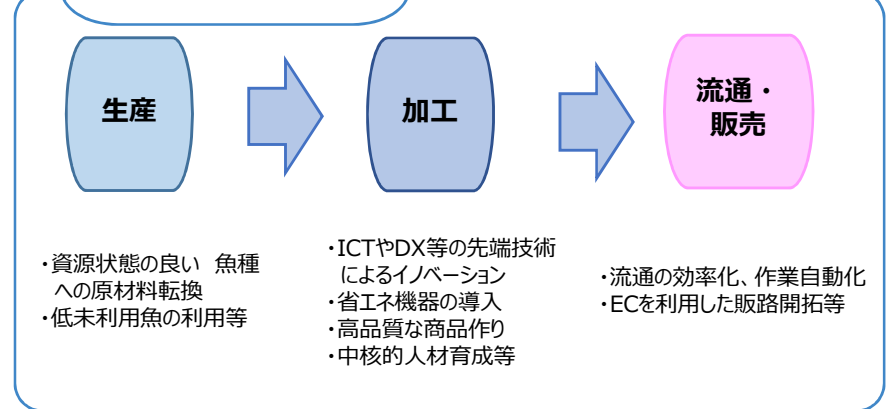 生産
加工
流通・
販売
・資源状態の良い 魚種
への原材料転換
・低未利用魚の利用等
・ICTやDX等の先端技術
によるイノベーション
・省エネ機器の導入
・高品質な商品作り
・中核的人材育成等
・流通の効率化、作業自動化
・ECを利用した販路開拓等